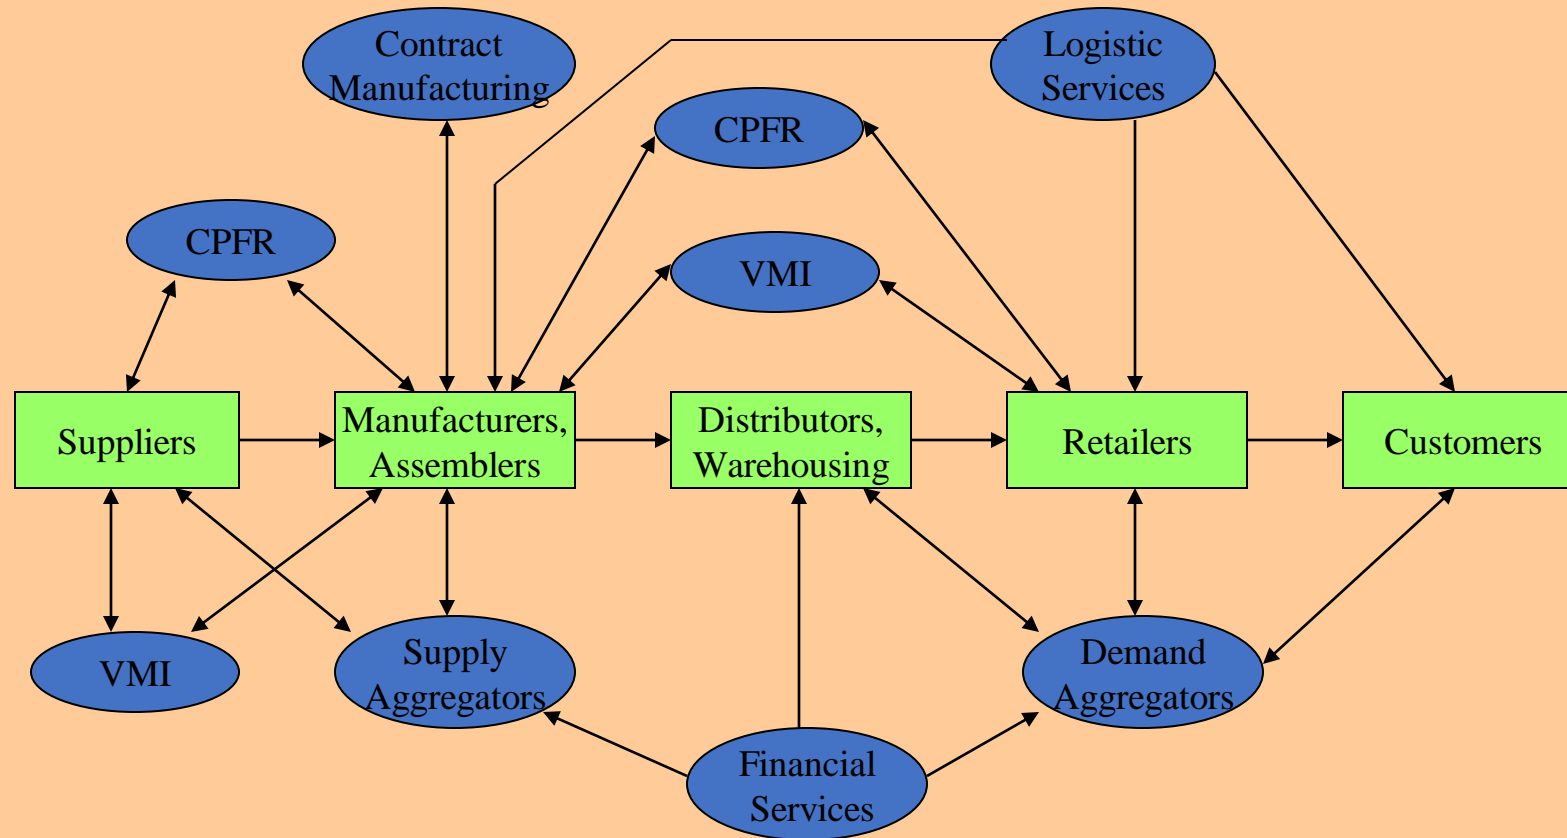 Contract
Manufacturing
Logistic
Services
CPFR
CPFR
VMI
Suppliers
Manufacturers,
Assemblers
Distributors,
Warehousing
Retailers
Customers
VMI
Supply
Aggregators
Demand
Aggregators
Financial
Services